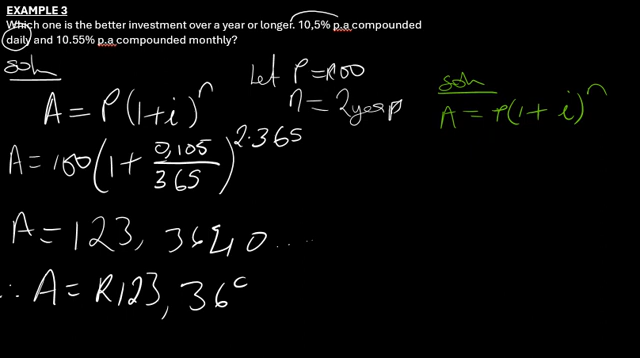 EXAMPLE 3
Which one is the better investment over a year or longer. 10,5% p.a compounded
daily and 10.55% p.a compounded monthly?
Soln
Let P = R100
n = 2 years
A = P(1+i)^n
A = 100(1 + 0,105/365)^2·365
A = 123, 3640....
∴ A = R123, 36c
Soln
A = P(1 + i)^n